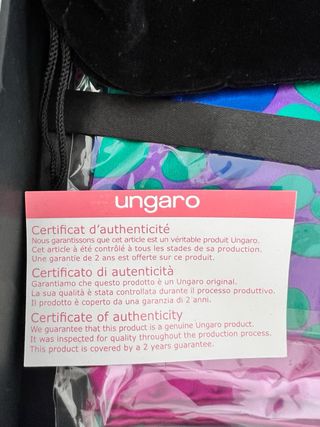 ungaro
Certificat d'authenticité
Nous garantissons que cet article est un véritable produit Ungaro.
Cet article à été contrôlé à tous les stades de sa production.
Une garantie de 2 ans est offerte sur ce produit.
Certificato di autenticità
Garantiamo che questo prodotto è un Ungaro original.
La sua qualità è stata controllata durante il processo produttivo.
Il prodotto è coperto da una garanzia di 2 anni.
Certificate of authenticity
We guarantee that this product is a genuine Ungaro product.
It was inspected for quality throughout the production process.
This product is covered by a 2 years guarantee.